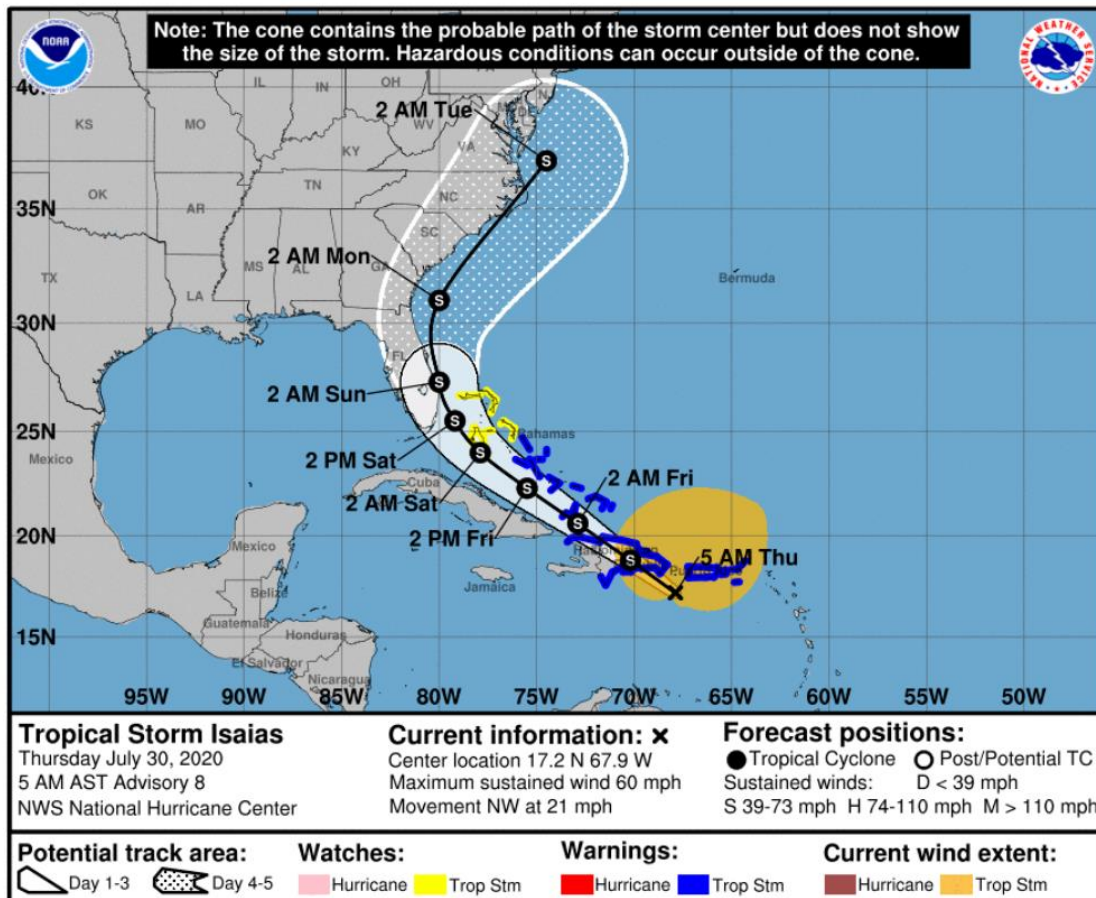 Note: The cone contains the probable path of the storm center but does not show
the size of the storm. Hazardous conditions can occur outside of the cone.
NOAA
NATIONAL WEATHER SERVICE
2 AM Tue
2 AM Mon
2 AM Sun
2 PM Sat
2 AM Sat
2 PM Fri
2 AM Fri
5 AM Thu
S
S
S
S
S
S
S
S
KS
MO
IL
IN
OH
WV
VA
KY
DE
OK
AR
TN
NC
SC
TX
LA
MS
AL
GA
FL
Bermuda
Bahamas
Mexico
Cuba
Jamaica
Mexico
Belize
Guatemala
Honduras
El Salvador
Nicaragua
35N
30N
25N
20N
15N
95W
90W
85W
80W
75W
70W
65W
60W
55W
50W
Tropical Storm Isaias
Thursday July 30, 2020
5 AM AST Advisory 8
NWS National Hurricane Center
Current information: ×
Center location 17.2 N 67.9 W
Maximum sustained wind 60 mph
Movement NW at 21 mph
Forecast positions:
Tropical Cyclone Post/Potential TC
Sustained winds: D < 39 mph
S 39-73 mph H 74-110 mph M > 110 mph
Potential track area:
Day 1-3 Day 4-5
Watches:
Hurricane Trop Stm
Warnings:
Hurricane Trop Stm
Current wind extent:
Hurricane Trop Stm